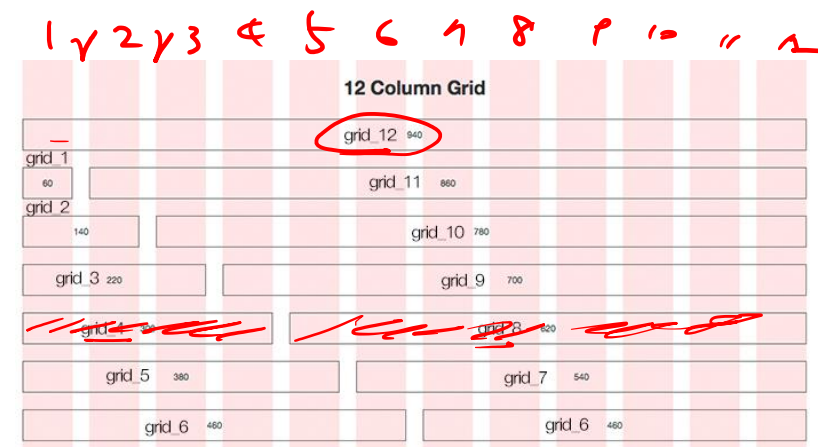 1 2 3 4 5 6 7 8 9 10 11
12 Column Grid
grid_12 940
grid_1
60 grid_11 860
grid_2
140 grid_10 780
grid_3 220 grid_9 700
grid_4 grid_8 620
grid_5 380 grid_7 540
grid_6 460 grid_6 460